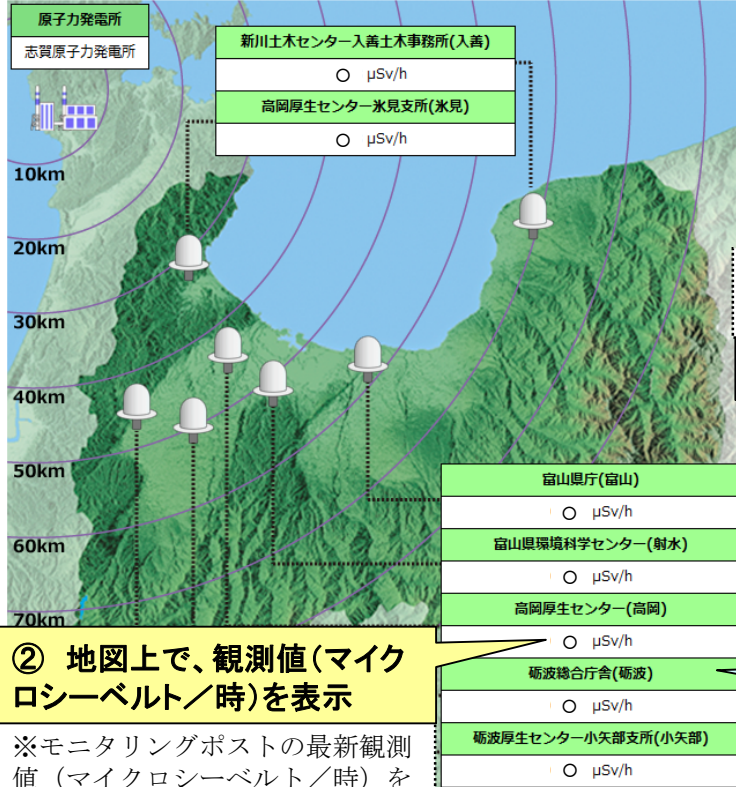 原子力発電所
志賀原子力発電所
新川土木センター入善土木事務所(入善)
○ μSv/h
高岡厚生センター氷見支所(氷見)
○ μSv/h
10km
20km
30km
40km
50km
60km
70km
富山県庁(富山)
○ μSv/h
富山県環境科学センター(射水)
○ μSv/h
高岡厚生センター(高岡)
○ μSv/h
砺波総合庁舎(砺波)
○ μSv/h
砺波厚生センター小矢部支所(小矢部)
○ μSv/h
② 地図上で、観測値(マイク
ロシーベルト／時)を表示
※モニタリングポストの最新観測
値（マイクロシーベルト／時）を